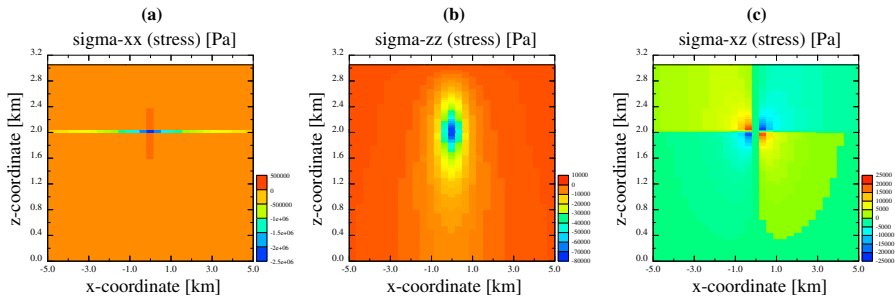 (a)
sigma-xx (stress) [Pa]
3.2
2.8
2.4
2.0
1.6
1.2
0.8
0.4
0.0
z-coordinate [km]
-5.0 -3.0 -1.0 1.0 3.0 5.0
x-coordinate [km]
500000
0
-500000
-1e+06
-1.5e+06
-2e+06
-2.5e+06
(b)
sigma-zz (stress) [Pa]
3.2
2.8
2.4
2.0
1.6
1.2
0.8
0.4
0.0
z-coordinate [km]
-5.0 -3.0 -1.0 1.0 3.0 5.0
x-coordinate [km]
10000
0
-10000
-20000
-30000
-40000
-50000
-60000
-70000
-80000
(c)
sigma-xz (stress) [Pa]
3.2
2.8
2.4
2.0
1.6
1.2
0.8
0.4
0.0
z-coordinate [km]
-5.0 -3.0 -1.0 1.0 3.0 5.0
x-coordinate [km]
25000
20000
15000
10000
5000
0
-5000
-10000
-15000
-20000
-25000